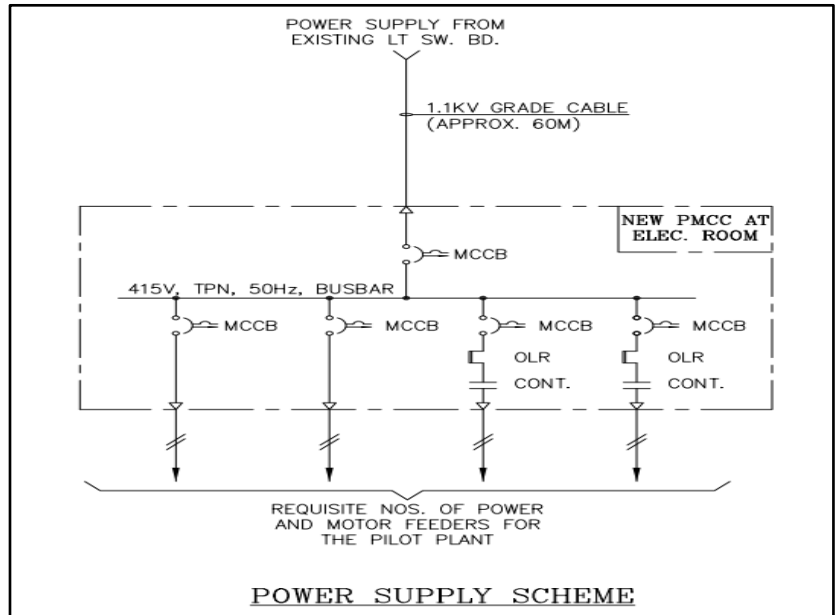 POWER SUPPLY FROM
EXISTING LT SW. BD.
1.1KV GRADE CABLE
(APPROX. 60M)
NEW PMCC AT
ELEC. ROOM
MCCB
415V, TPN, 50Hz, BUSBAR
MCCB
MCCB
MCCB
MCCB
OLR
OLR
CONT.
CONT.
REQUISITE NOS. OF POWER
AND MOTOR FEEDERS FOR
THE PILOT PLANT
POWER SUPPLY SCHEME